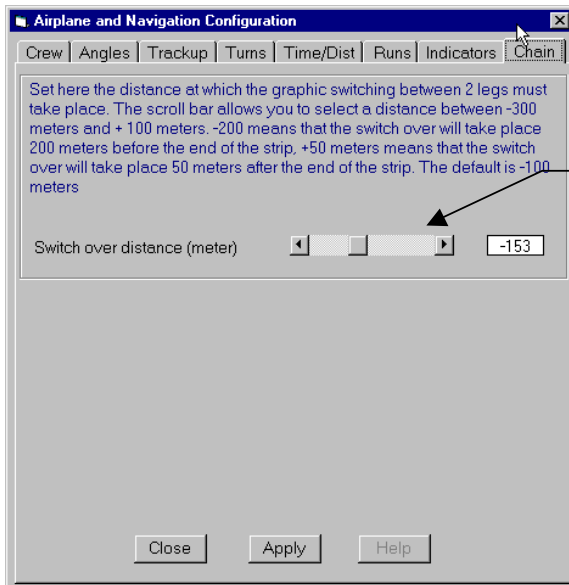 Airplane and Navigation Configuration
Crew Angles Trackup Turns Time/Dist Runs Indicators Chain
Set here the distance at which the graphic switching between 2 legs must
take place. The scroll bar allows you to select a distance between -300
meters and + 100 meters. -200 means that the switch over will take place
200 meters before the end of the strip, +50 meters means that the switch
over will take place 50 meters after the end of the strip. The default is -100
meters
Switch over distance (meter) -153
Close Apply Help